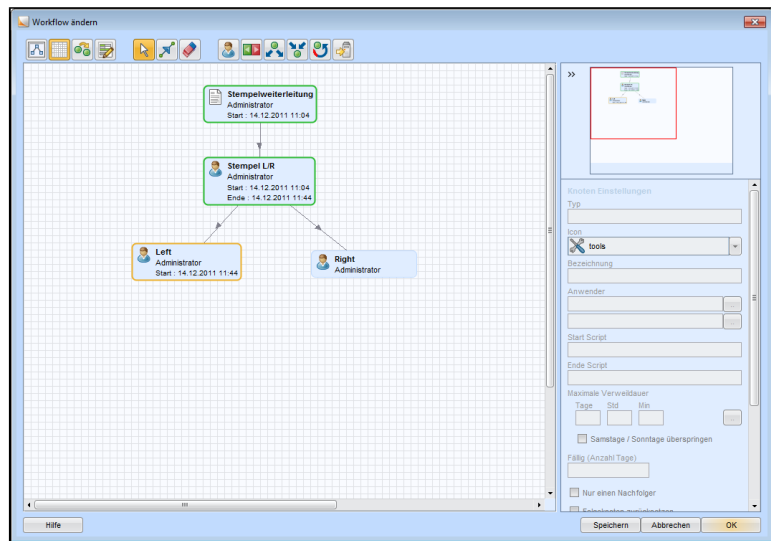 Workflow ändern
Stempelweiterleitung
Administrator
Start : 14.12.2011 11:04
Stempel L/R
Administrator
Start : 14.12.2011 11:04
Ende : 14.12.2011 11:44
Left
Administrator
Start : 14.12.2011 11:44
Right
Administrator
»
Knoten Einstellungen
Typ
Icon
tools
Bezeichnung
Anwender
Start Script
Ende Script
Maximale Verweildauer
Tage Std Min
Samstage / Sonntage überspringen
Fällig (Anzahl Tage)
Nur einen Nachfolger
Hilfe
Speichern
Abbrechen
OK